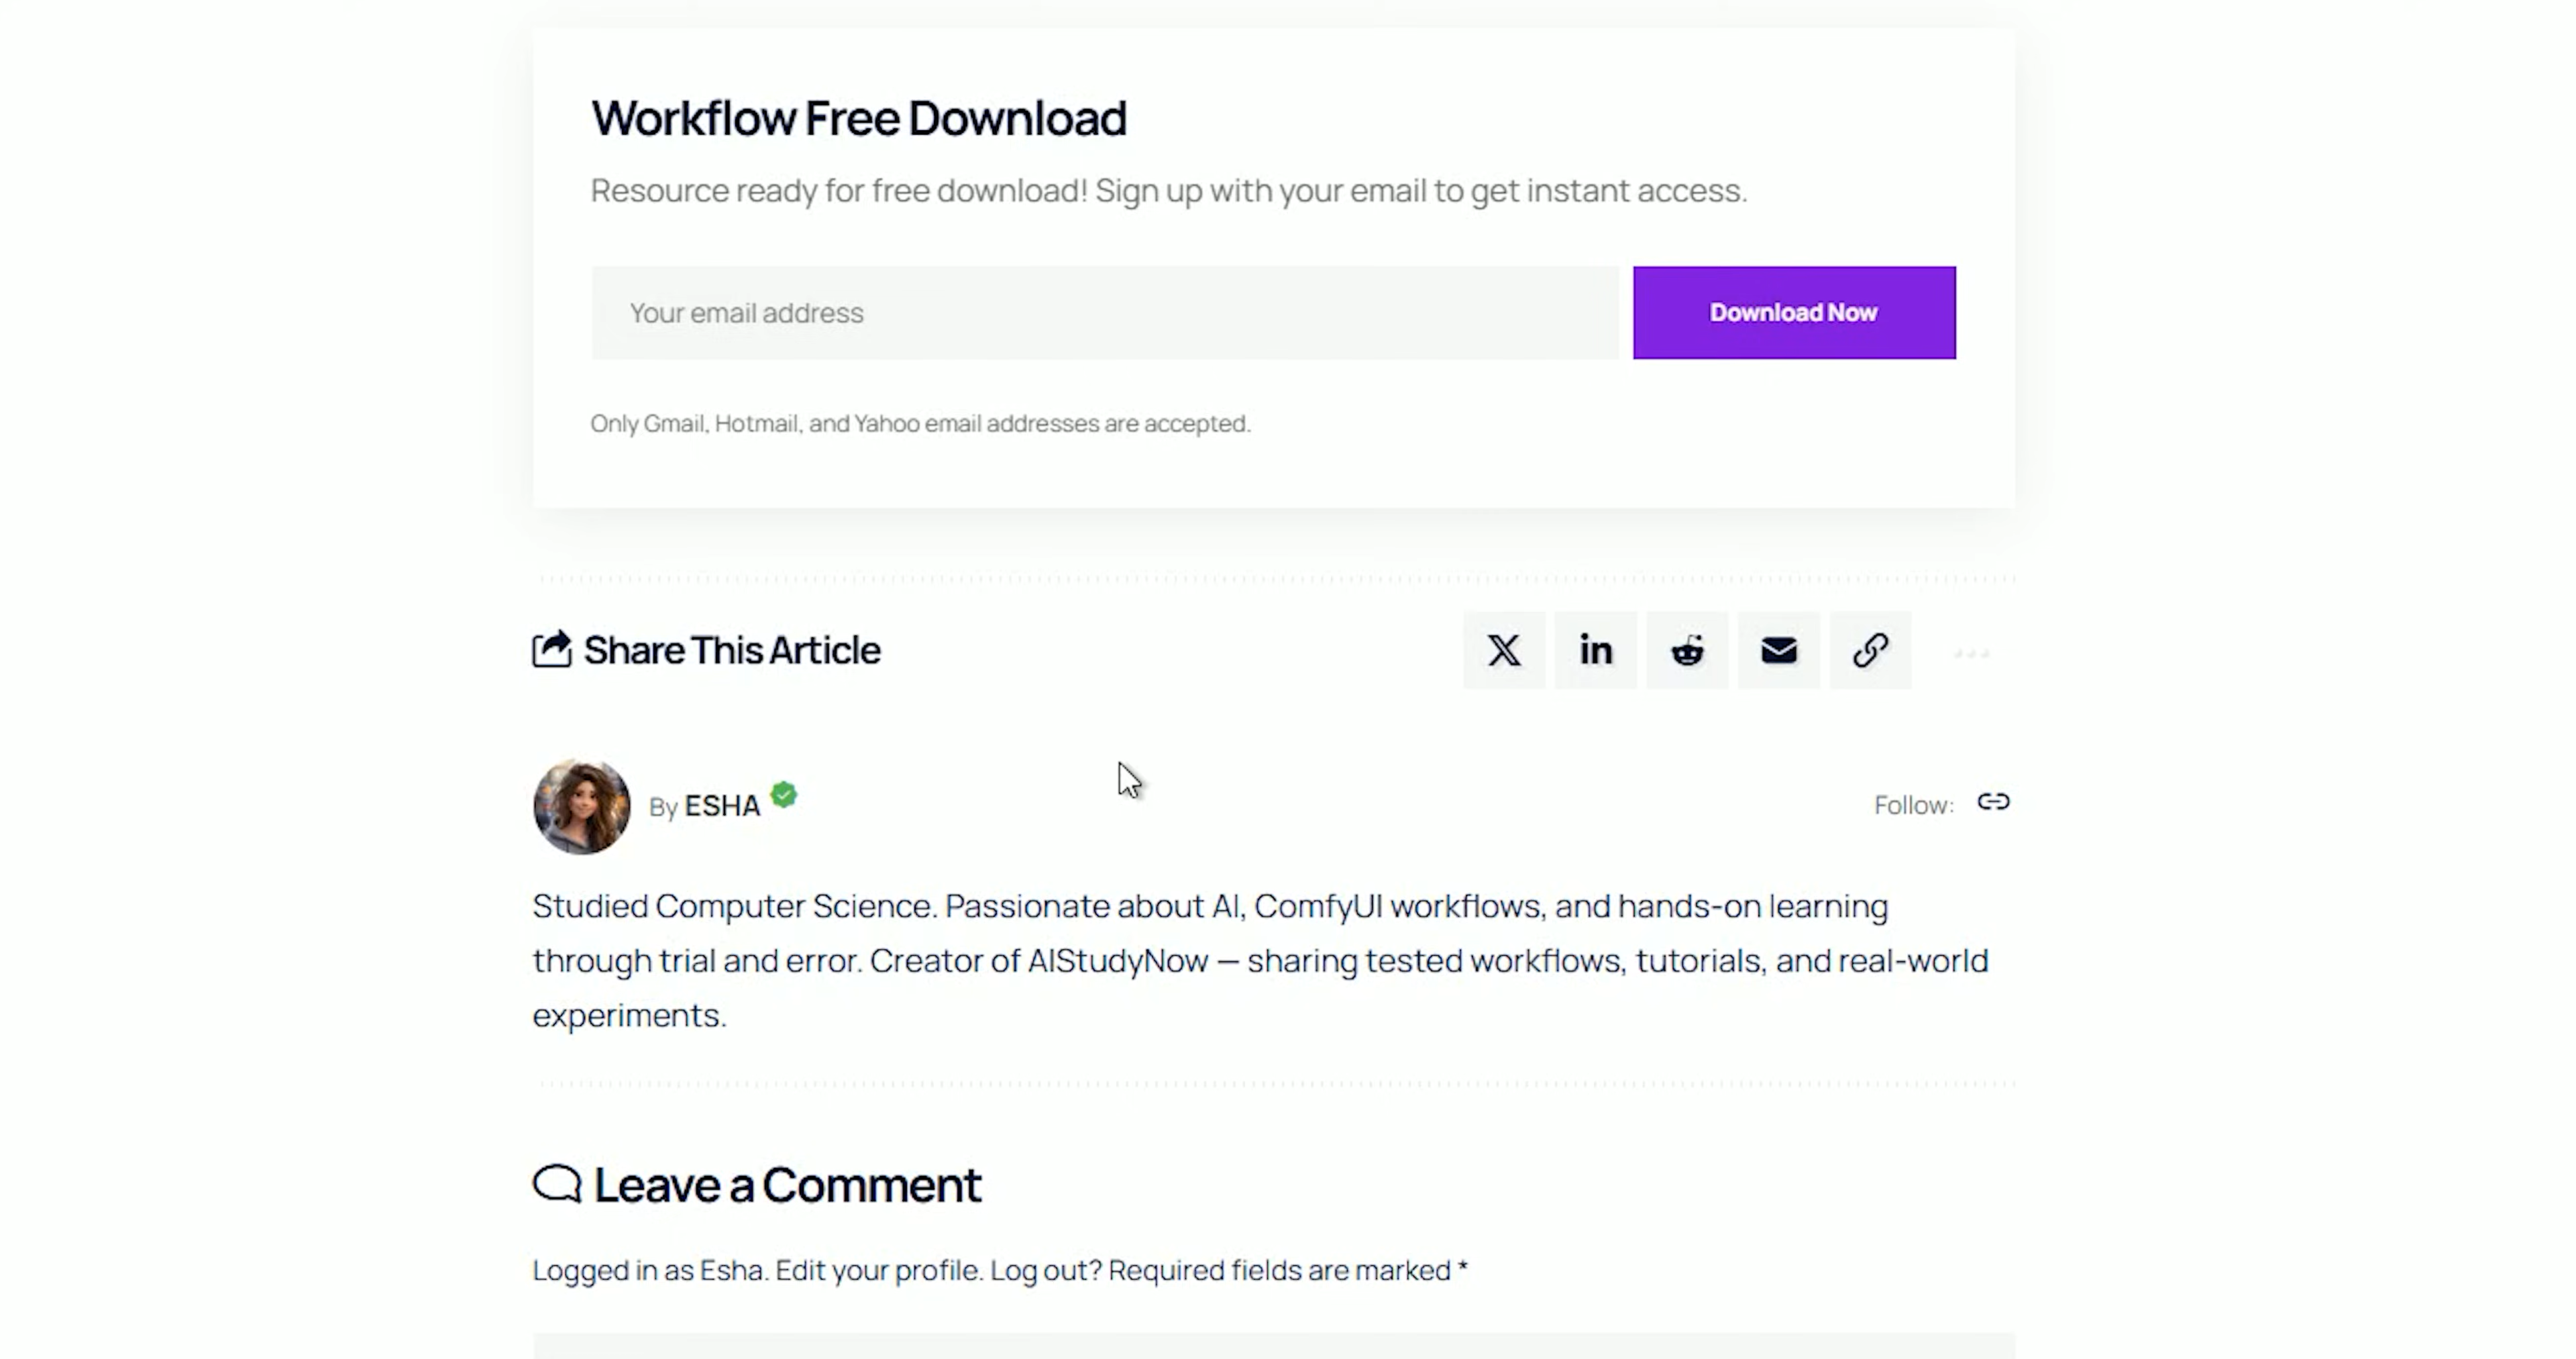 Workflow Free Download
Resource ready for free download! Sign up with your email to get instant access.
Your email address
Download Now
Only Gmail, Hotmail, and Yahoo email addresses are accepted.
Share This Article
By ESHA
Follow:
Studied Computer Science. Passionate about AI, ComfyUI workflows, and hands-on learning
through trial and error. Creator of AIStudyNow – sharing tested workflows, tutorials, and real-world
experiments.
Leave a Comment
Logged in as Esha. Edit your profile. Log out? Required fields are marked *